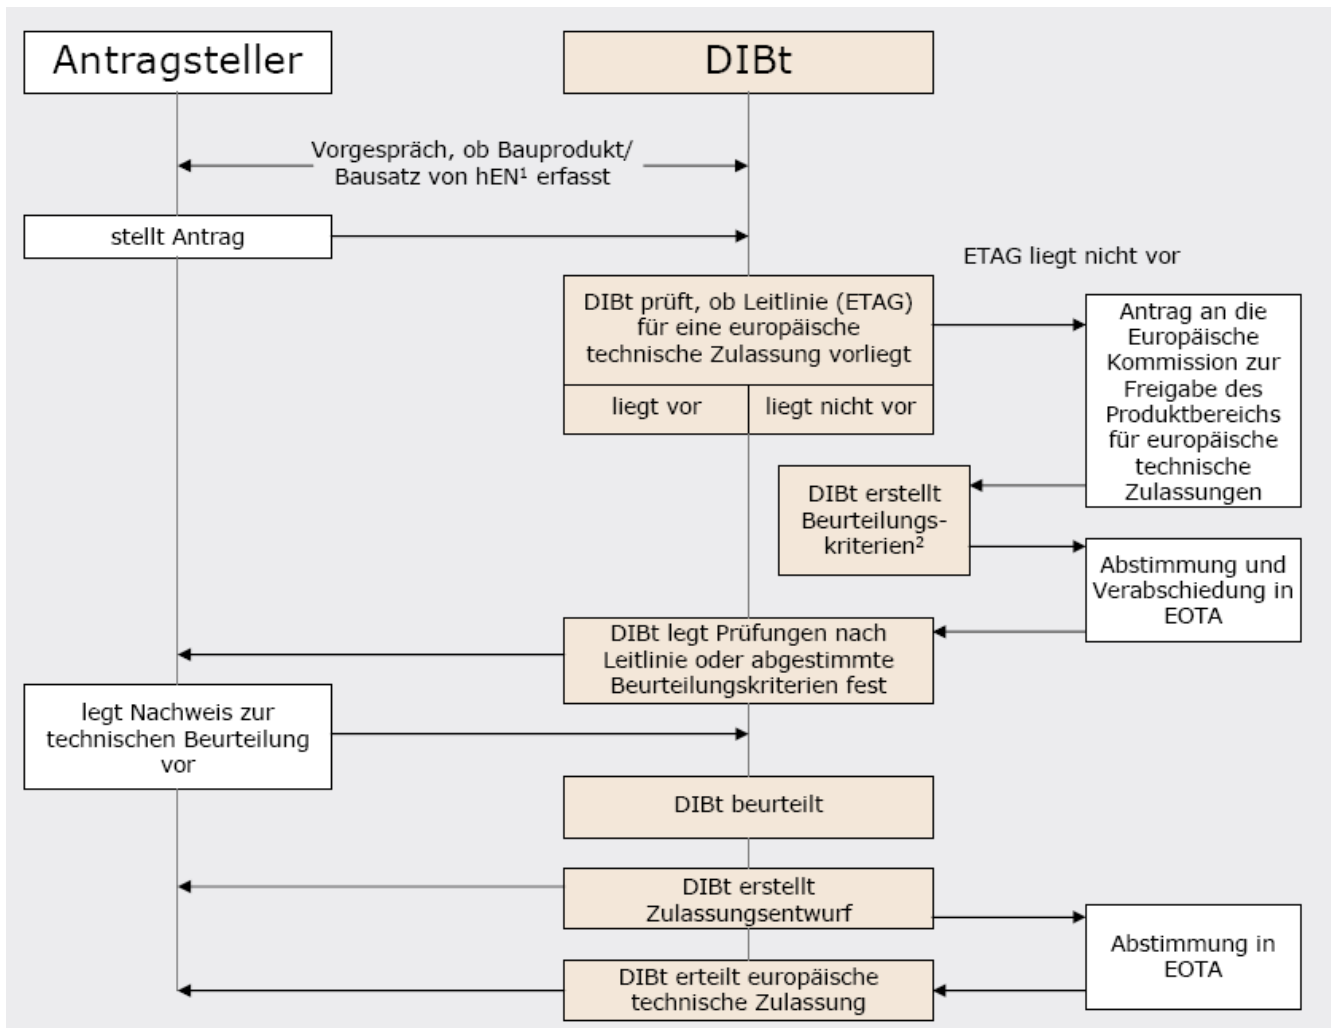 Antragsteller
DIBt
Vorgespräch, ob Bauprodukt/
Bausatz von hEN¹ erfasst
stellt Antrag
ETAG liegt nicht vor
DIBt prüft, ob Leitlinie (ETAG)
für eine europäische
technische Zulassung vorliegt
liegt vor
liegt nicht vor
Antrag an die
Europäische
Kommission zur
Freigabe des
Produktbereichs
für europäische
technische
Zulassungen
DIBt erstellt
Beurteilungs-
kriterien²
Abstimmung und
Verabschiedung in
EOTA
DIBt legt Prüfungen nach
Leitlinie oder abgestimmte
Beurteilungskriterien fest
legt Nachweis zur
technischen Beurteilung
vor
DIBt beurteilt
DIBt erstellt
Zulassungsentwurf
Abstimmung in
EOTA
DIBt erteilt europäische
technische Zulassung